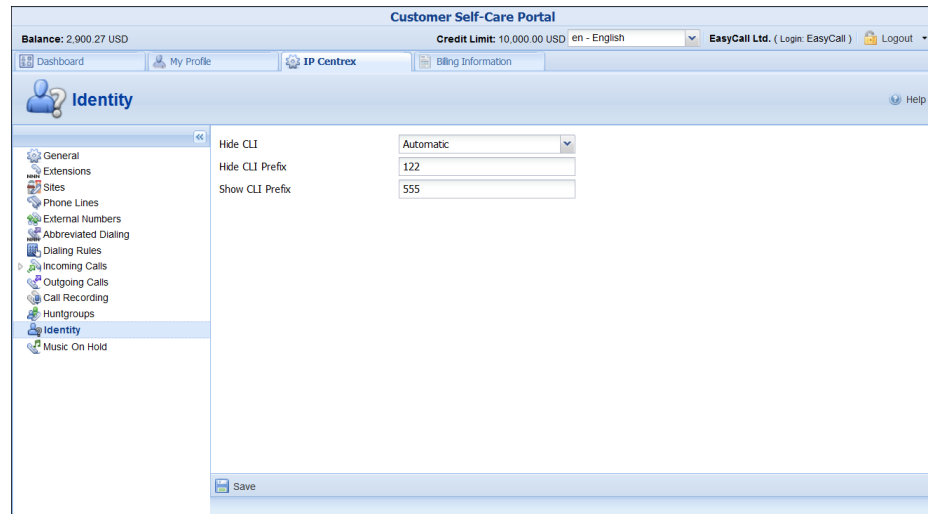 Customer Self-Care Portal
Balance: 2,900.27 USD Credit Limit: 10,000.00 USD en - English EasyCall Ltd. ( Login: EasyCall ) Logout
Dashboard My Profile IP Centrex Billing Information
Identity Help
General
Extensions
Sites
Phone Lines
External Numbers
Abbreviated Dialing
Dialing Rules
Incoming Calls
Outgoing Calls
Call Recording
Huntgroups
Identity
Music On Hold
Hide CLI Automatic
Hide CLI Prefix 122
Show CLI Prefix 555
Save